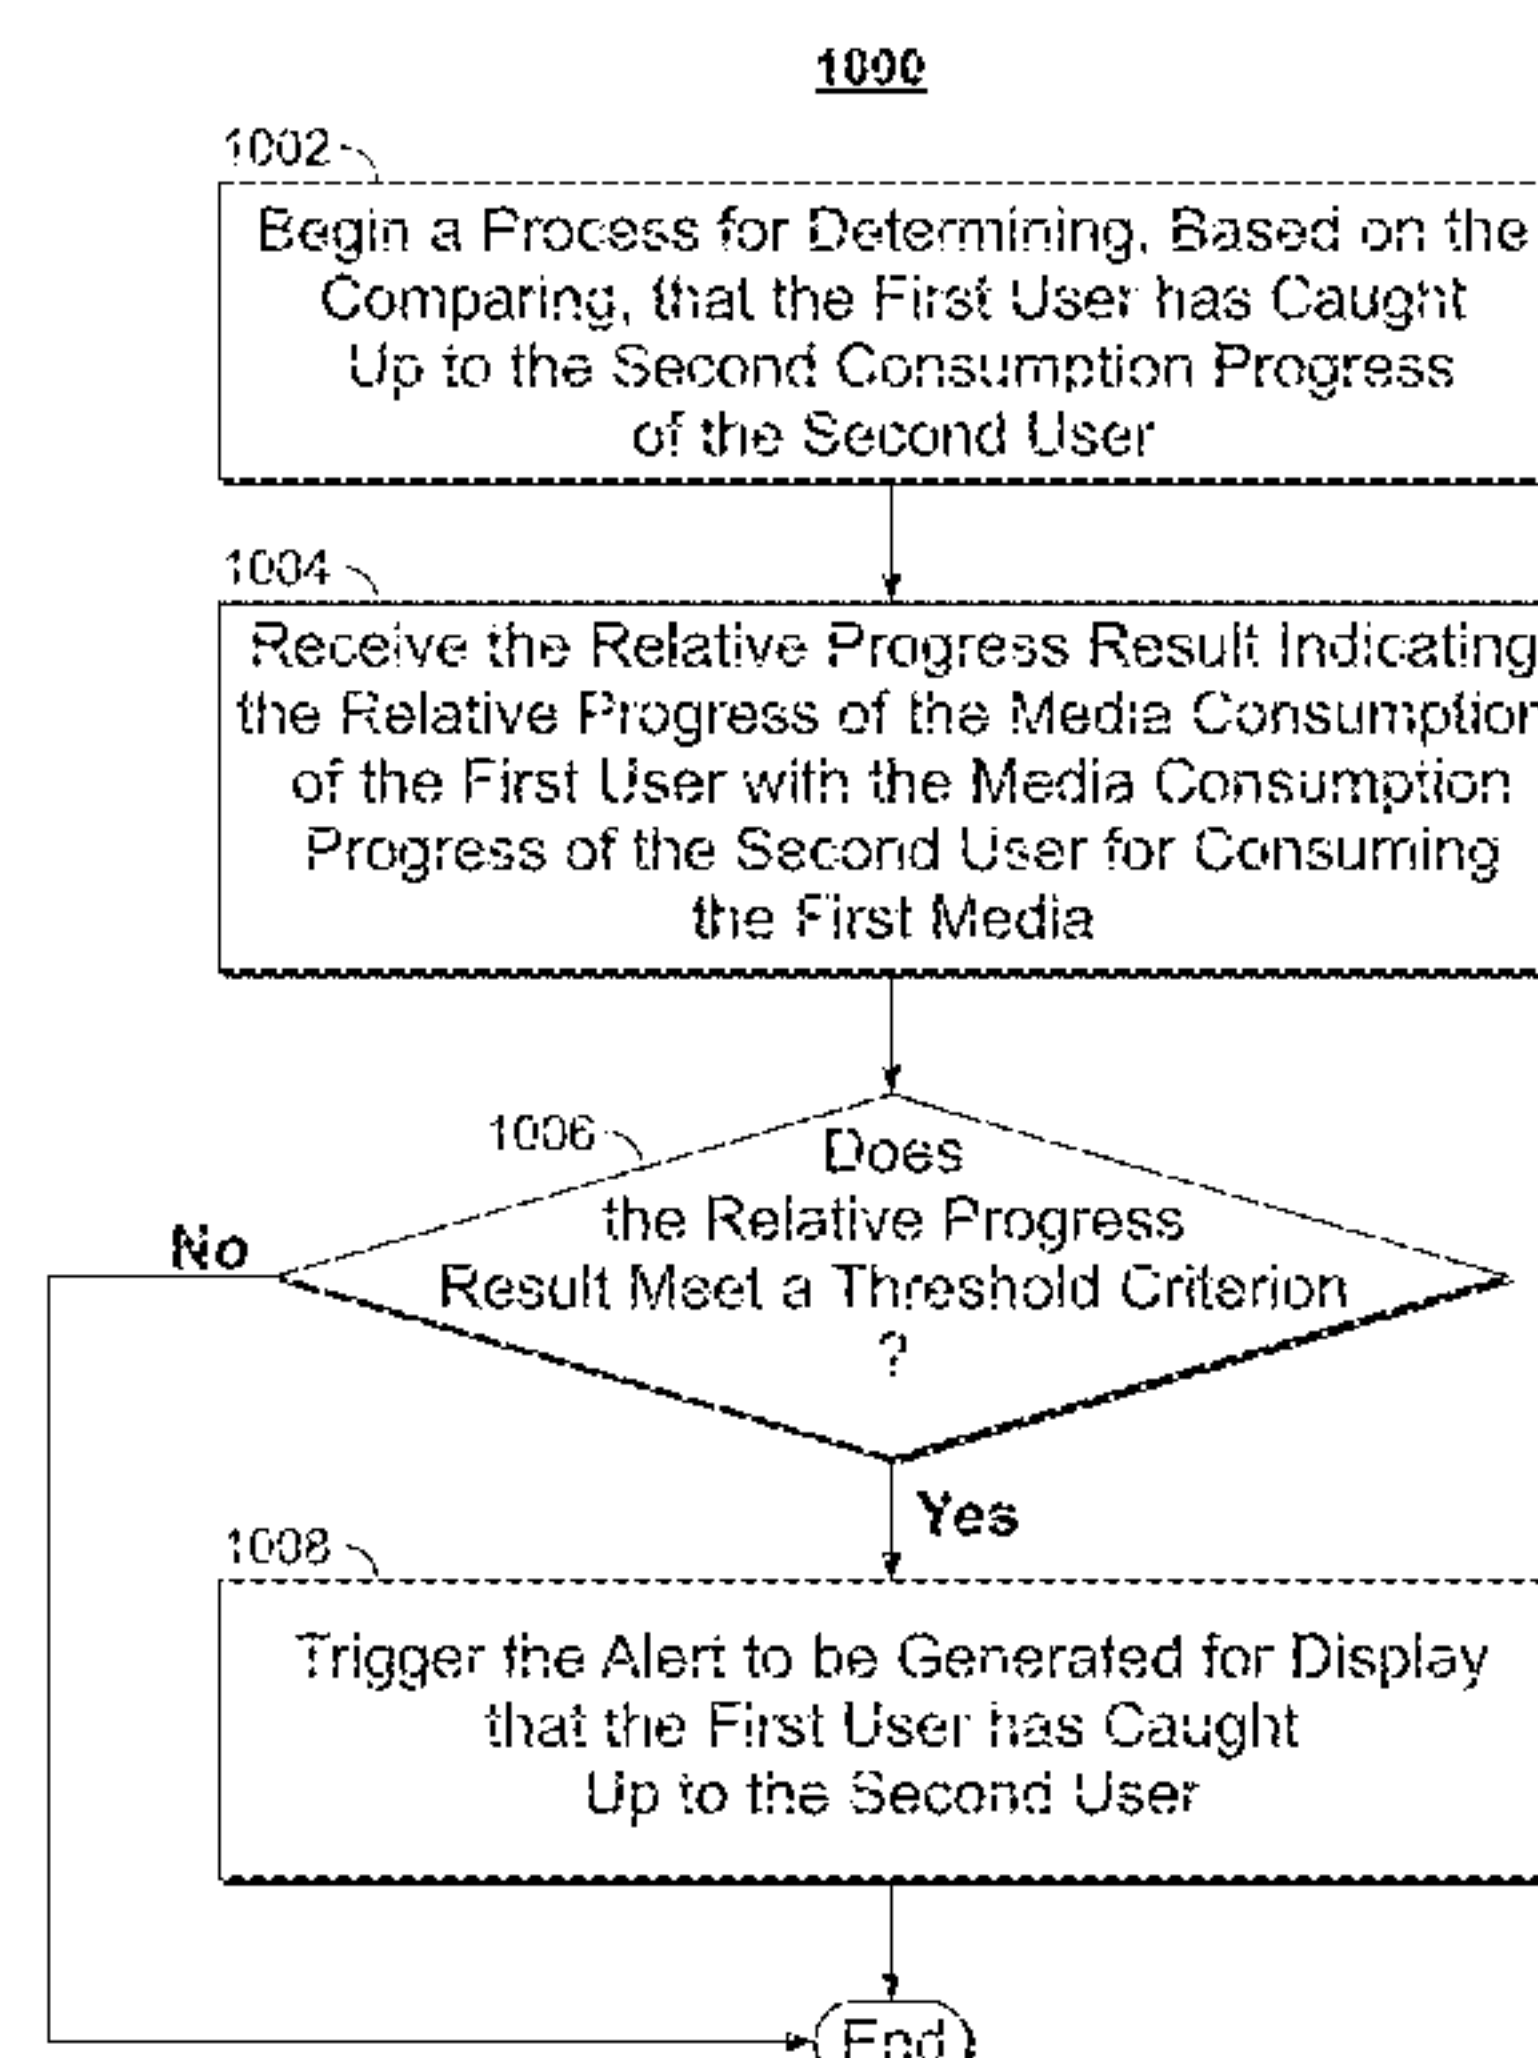 1000
1002
Begin a Process for Determining, Based on the
Comparing, that the First User has Caught
Up to the Second Consumption Progress
of the Second User
1004
Receive the Relative Progress Result Indicating
the Relative Progress of the Media Consumption
of the First User with the Media Consumption
Progress of the Second User for Consuming
the First Media
1006
Does
the Relative Progress
Result Meet a Threshold Criterion
?
No
Yes
1008
Trigger the Alert to be Generated for Display
that the First User has Caught
Up to the Second User
End